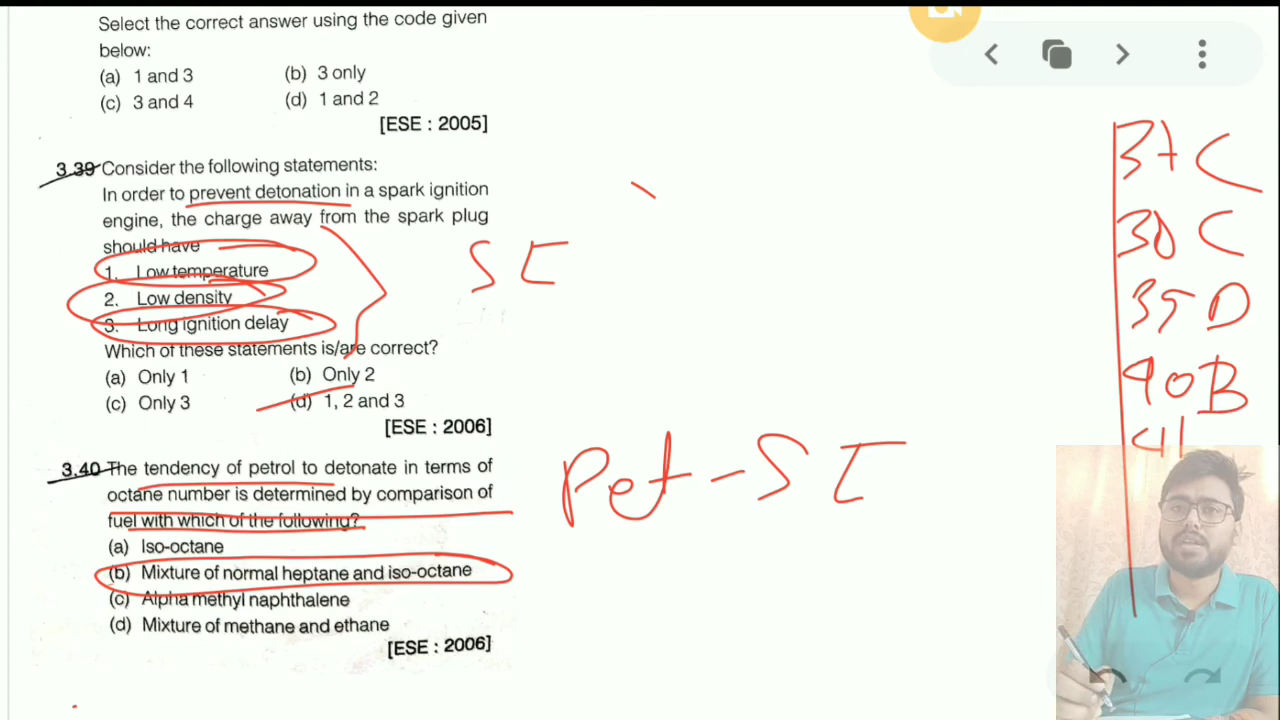 Select the correct answer using the code given
below:
(a) 1 and 3 (b) 3 only
(c) 3 and 4 (d) 1 and 2
[ESE : 2005]
3.39 Consider the following statements:
In order to prevent detonation in a spark ignition
engine, the charge away from the spark plug
should have
1. Low temperature
2. Low density
3. Long ignition delay
Which of these statements is/are correct?
(a) Only 1 (b) Only 2
(c) Only 3 (d) 1, 2 and 3
[ESE : 2006]
3.40 The tendency of petrol to detonate in terms of
octane number is determined by comparison of
fuel with which of the following?
(a) Iso-octane
(b) Mixture of normal heptane and iso-octane
(c) Alpha methyl naphthalene
(d) Mixture of methane and ethane
[ESE : 2006]
SI
Pet-SI
37 C
C
D
40 B
41